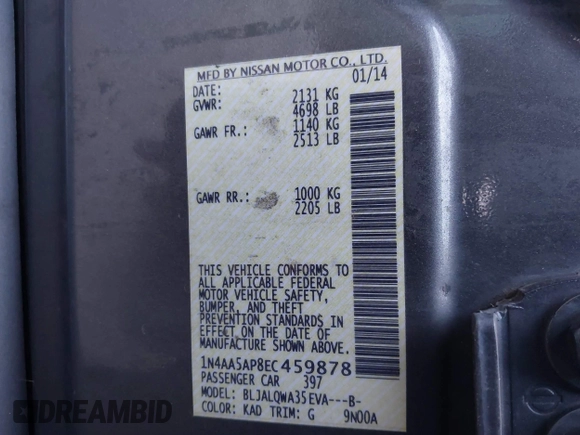 MFD BY NISSAN MOTOR CO., LTD.
DATE: 01/14
GVWR: 2131 KG
4698 LB
GAWR FR.: 1140 KG
2513 LB
GAWR RR.: 1000 KG
2205 LB
THIS VEHICLE CONFORMS TO
ALL APPLICABLE FEDERAL
MOTOR VEHICLE SAFETY,
BUMPER, AND THEFT
PREVENTION STANDARDS IN
EFFECT ON THE DATE OF
MANUFACTURE SHOWN ABOVE.
1N4AA5AP8EC459878
PASSENGER CAR 397
MODEL: BLJALQWA35EVA---B-
COLOR: KAD TRIM: G 9N00A
DREAMBID